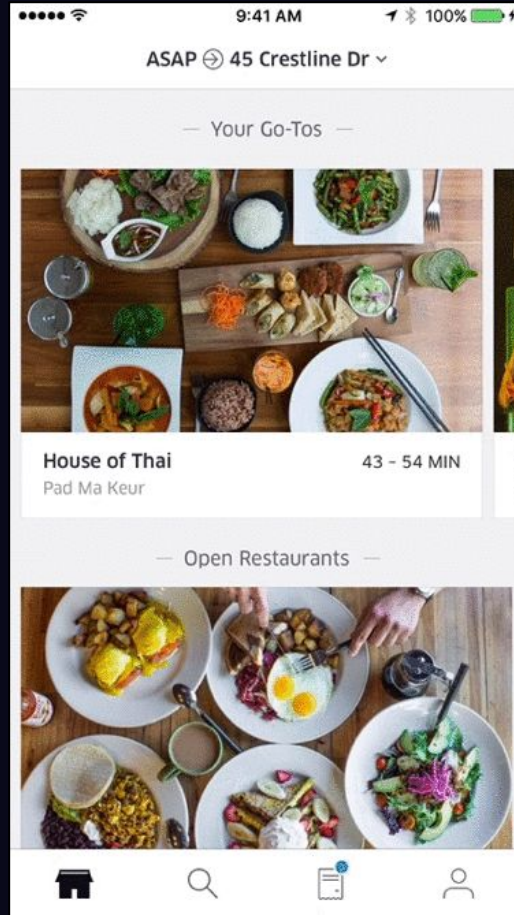 9:41 AM
100%
ASAP 45 Crestline Dr
Your Go-Tos
House of Thai
43 - 54 MIN
Pad Ma Keur
Open Restaurants